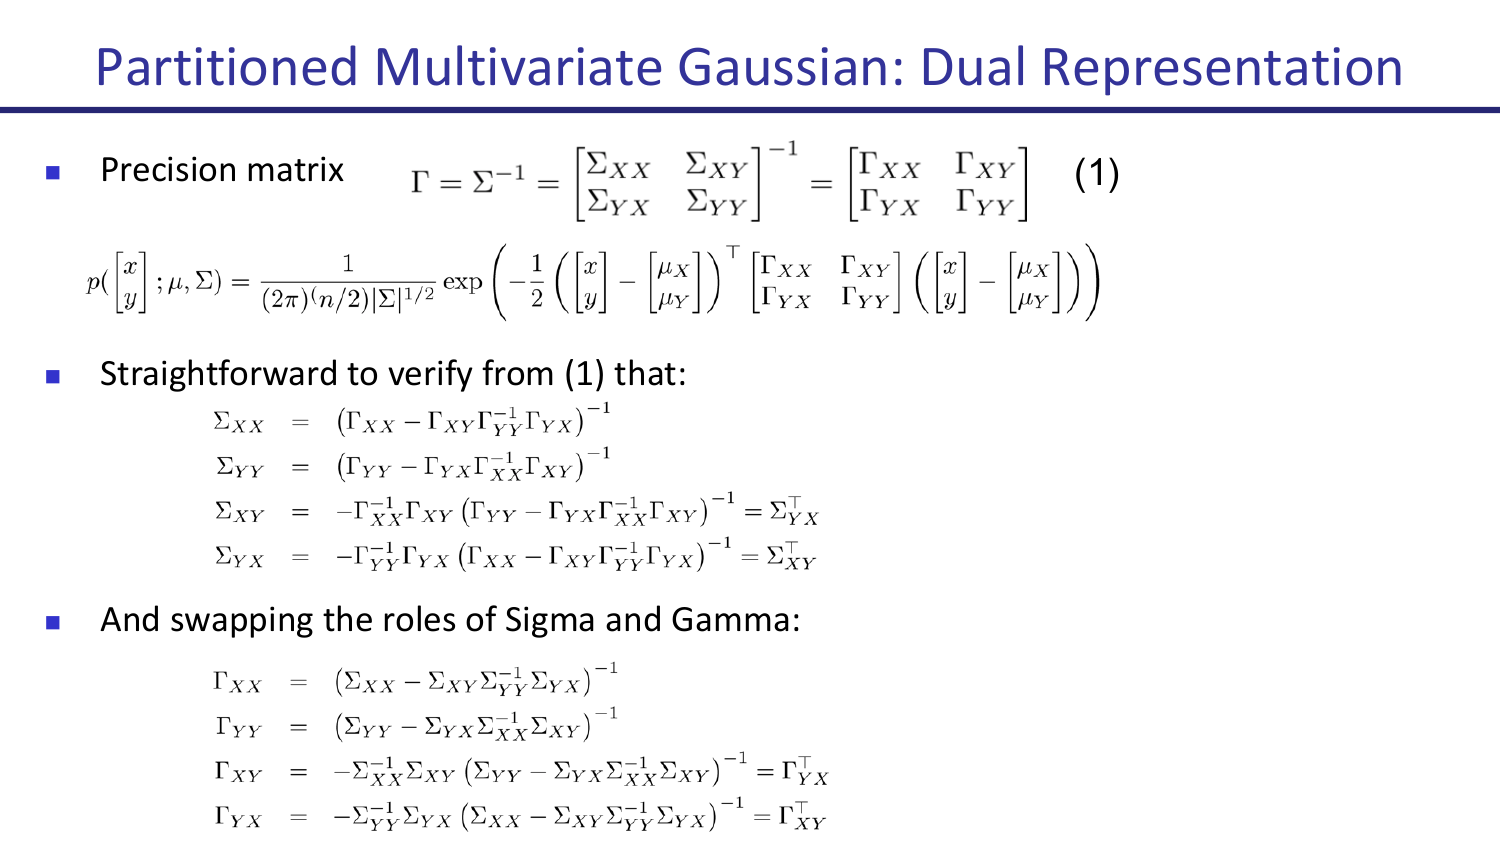 Partitioned Multivariate Gaussian: Dual Representation
Precision matrix $\Gamma = \Sigma^{-1} = \begin{bmatrix} \Sigma_{XX} & \Sigma_{XY} \\ \Sigma_{YX} & \Sigma_{YY} \end{bmatrix}^{-1} = \begin{bmatrix} \Gamma_{XX} & \Gamma_{XY} \\ \Gamma_{YX} & \Gamma_{YY} \end{bmatrix}$ (1)
$p(\begin{bmatrix} x \\ y \end{bmatrix}; \mu, \Sigma) = \frac{1}{(2\pi)^{(}n/2)|\Sigma|^{1/2}} \exp\left(-\frac{1}{2}\left(\begin{bmatrix} x \\ y \end{bmatrix} - \begin{bmatrix} \mu_X \\ \mu_Y \end{bmatrix}\right)^{\top} \begin{bmatrix} \Gamma_{XX} & \Gamma_{XY} \\ \Gamma_{YX} & \Gamma_{YY} \end{bmatrix} \left(\begin{bmatrix} x \\ y \end{bmatrix} - \begin{bmatrix} \mu_X \\ \mu_Y \end{bmatrix}\right)\right)$
Straightforward to verify from (1) that:
$\Sigma_{XX} = \left(\Gamma_{XX} - \Gamma_{XY}\Gamma_{YY}^{-1}\Gamma_{YX}\right)^{-1}$
$\Sigma_{YY} = \left(\Gamma_{YY} - \Gamma_{YX}\Gamma_{XX}^{-1}\Gamma_{XY}\right)^{-1}$
$\Sigma_{XY} = -\Gamma_{XX}^{-1}\Gamma_{XY}\left(\Gamma_{YY} - \Gamma_{YX}\Gamma_{XX}^{-1}\Gamma_{XY}\right)^{-1} = \Sigma_{YX}^{\top}$
$\Sigma_{YX} = -\Gamma_{YY}^{-1}\Gamma_{YX}\left(\Gamma_{XX} - \Gamma_{XY}\Gamma_{YY}^{-1}\Gamma_{YX}\right)^{-1} = \Sigma_{XY}^{\top}$
And swapping the roles of Sigma and Gamma:
$\Gamma_{XX} = \left(\Sigma_{XX} - \Sigma_{XY}\Sigma_{YY}^{-1}\Sigma_{YX}\right)^{-1}$
$\Gamma_{YY} = \left(\Sigma_{YY} - \Sigma_{YX}\Sigma_{XX}^{-1}\Sigma_{XY}\right)^{-1}$
$\Gamma_{XY} = -\Sigma_{XX}^{-1}\Sigma_{XY}\left(\Sigma_{YY} - \Sigma_{YX}\Sigma_{XX}^{-1}\Sigma_{XY}\right)^{-1} = \Gamma_{YX}^{\top}$
$\Gamma_{YX} = -\Sigma_{YY}^{-1}\Sigma_{YX}\left(\Sigma_{XX} - \Sigma_{XY}\Sigma_{YY}^{-1}\Sigma_{YX}\right)^{-1} = \Gamma_{XY}^{\top}$